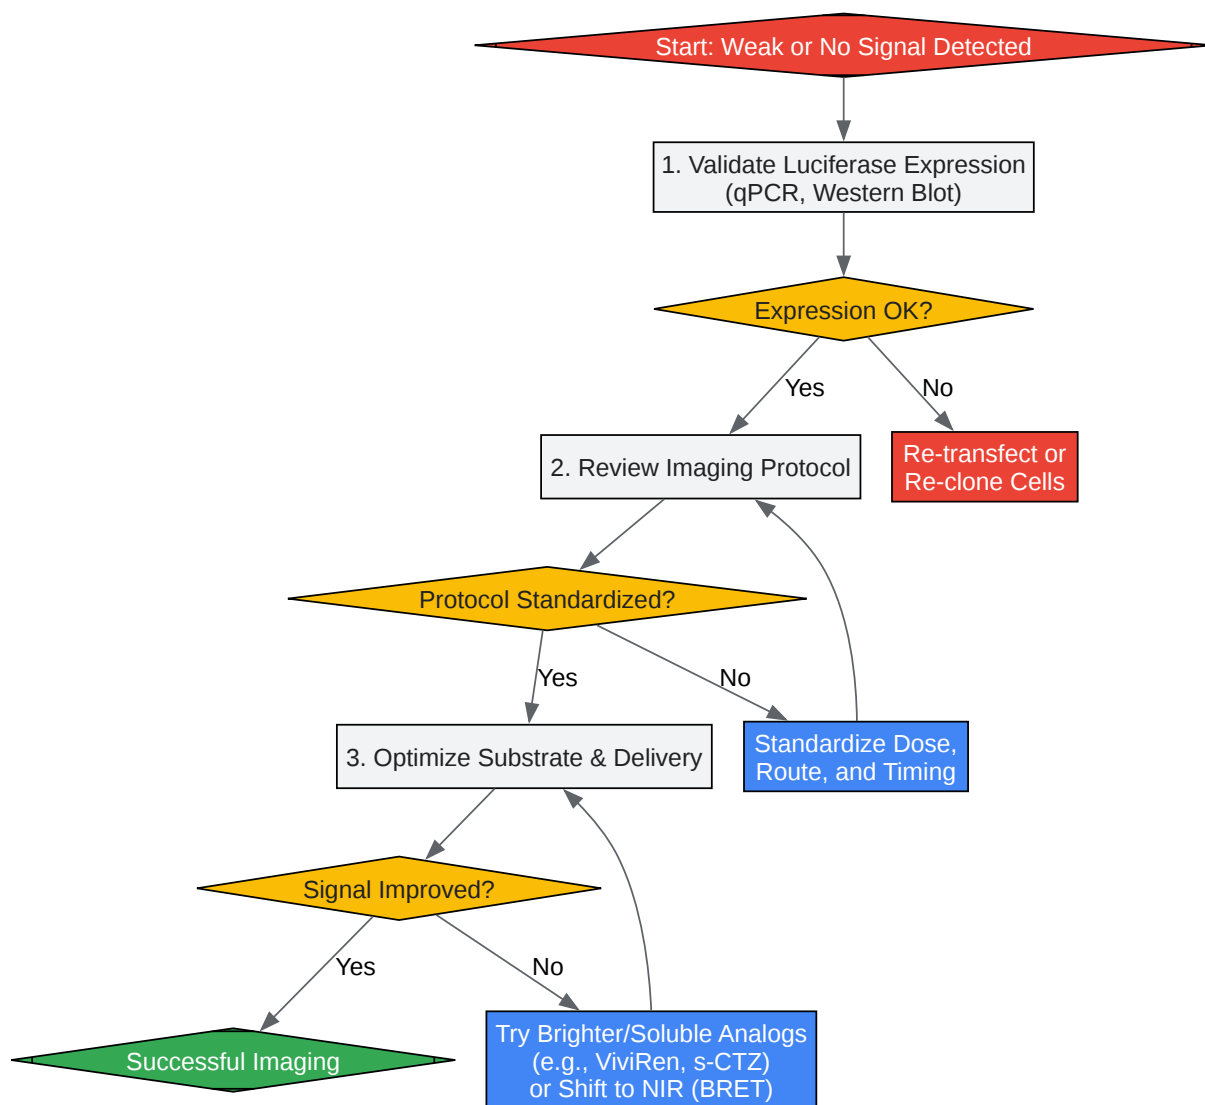 Start: Weak or No Signal Detected
1. Validate Luciferase Expression
(qPCR, Western Blot)
Expression OK?
Yes
No
2. Review Imaging Protocol
Re-transfect or
Re-clone Cells
Protocol Standardized?
Yes
No
3. Optimize Substrate & Delivery
Standardize Dose,
Route, and Timing
Signal Improved?
Yes
No
Successful Imaging
Try Brighter/Soluble Analogs
(e.g., ViviRen, s-CTZ)
or Shift to NIR (BRET)